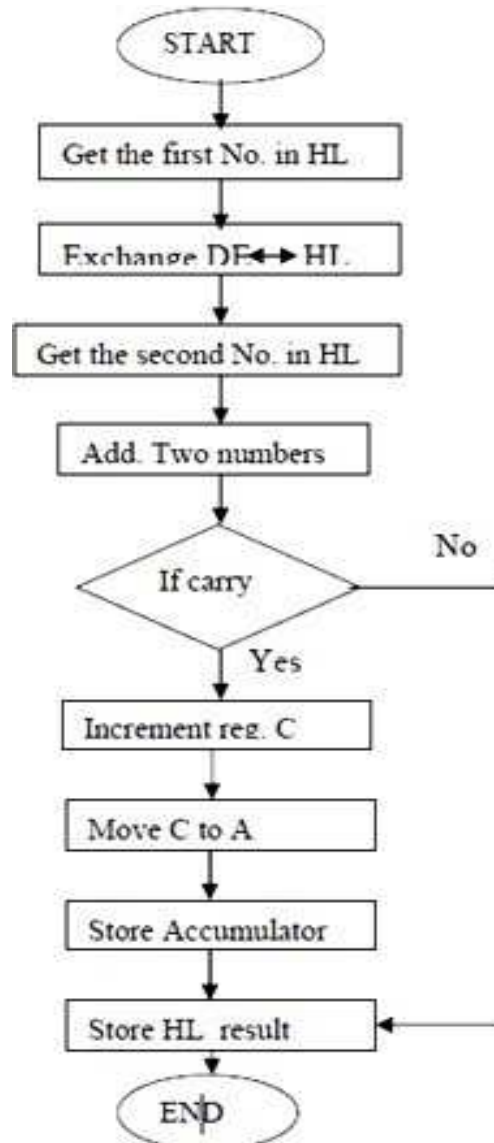 START
Get the first No. in HL
Exchange DE↔HL
Get the second No. in HL
Add. Two numbers
If carry
No
Yes
Increment reg. C
Move C to A
Store Accumulator
Store HL result
END